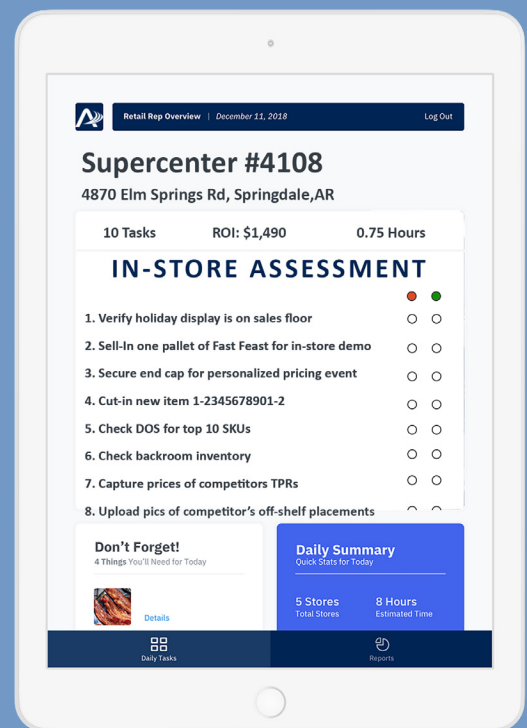 Retail Rep Overview | December 11, 2018 Log Out
Supercenter #4108
4870 Elm Springs Rd, Springdale,AR
10 Tasks ROI: $1,490 0.75 Hours
IN-STORE ASSESSMENT
1. Verify holiday display is on sales floor
2. Sell-In one pallet of Fast Feast for in-store demo
3. Secure end cap for personalized pricing event
4. Cut-in new item 1-2345678901-2
5. Check DOS for top 10 SKUs
6. Check backroom inventory
7. Capture prices of competitors TPRs
8. Upload pics of competitor's off-shelf placements
Don't Forget!
4 Things You'll Need for Today
Details
Daily Summary
Quick Stats for Today
5 Stores 8 Hours
Total Stores Estimated Time
Daily Tasks Reports